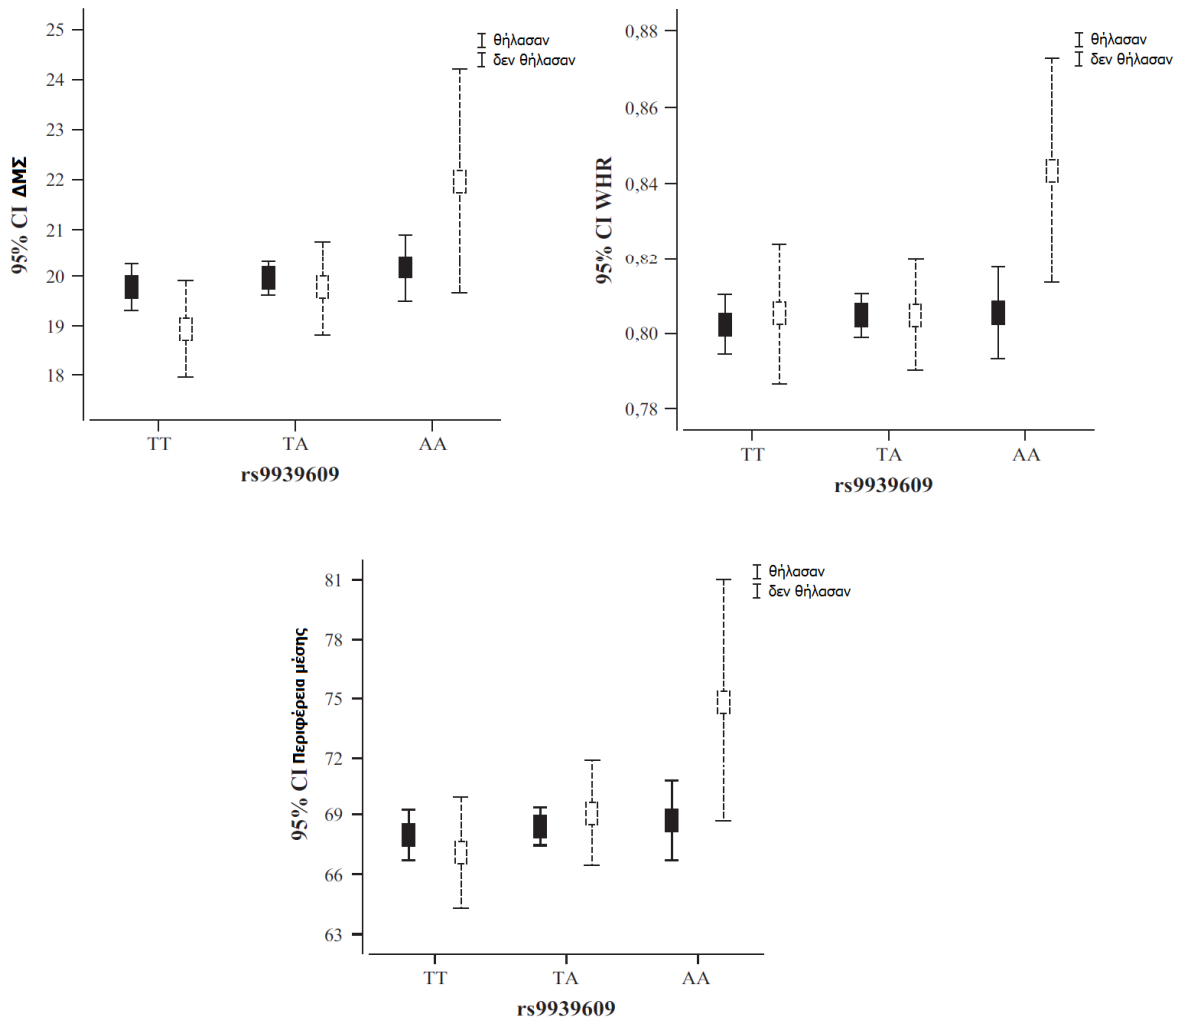 25
24
23
22
21
20
19
18
95% CI ΔΜΣ
θήλασαν
δεν θήλασαν
TT
TA
AA
rs9939609
0,88
0,86
0,84
0,82
0,80
0,78
95% CI WHR
θήλασαν
δεν θήλασαν
TT
TA
AA
rs9939609
81
78
75
72
69
66
63
95% CI Περιφέρεια μέσης
θήλασαν
δεν θήλασαν
TT
TA
AA
rs9939609